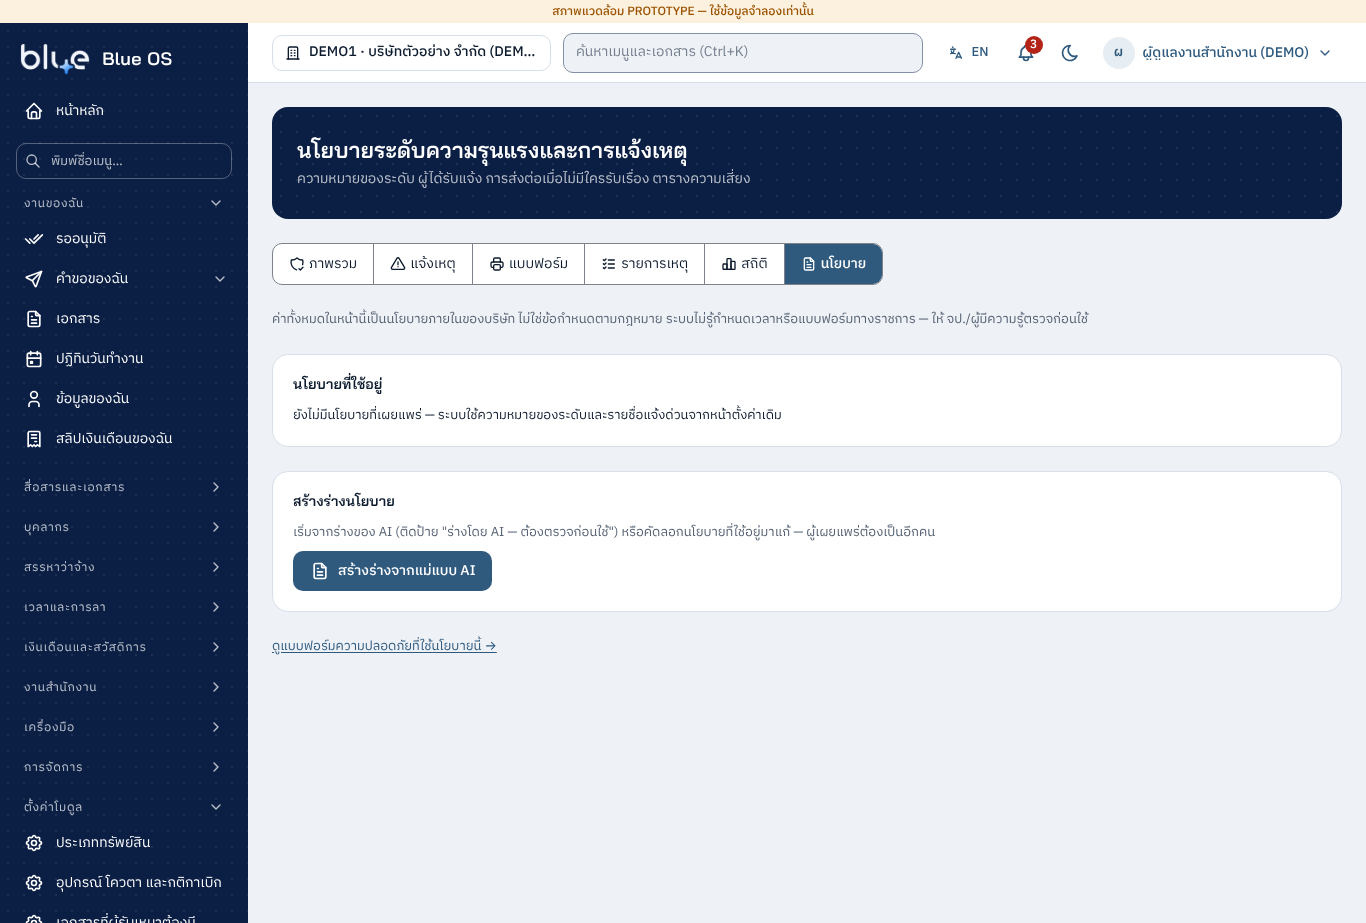 สภาพแวดล้อม PROTOTYPE — ใช้ข้อมูลจำลองเท่านั้น
blue Blue OS
DEMO1 · บริษัทตัวอย่าง จำกัด (DEM...
ค้นหาเมนูและเอกสาร (Ctrl+K)
EN
3
ผ
ผู้ดูแลงานสำนักงาน (DEMO)
หน้าหลัก
พิมพ์ชื่อเมนู...
งานของฉัน
รออนุมัติ
คำขอของฉัน
เอกสาร
ปฏิทินวันทำงาน
ข้อมูลของฉัน
สลิปเงินเดือนของฉัน
สื่อสารและเอกสาร
บุคลากร
สรรหาว่าจ้าง
เวลาและการลา
เงินเดือนและสวัสดิการ
งานสำนักงาน
เครื่องมือ
การจัดการ
ตั้งค่าโมดูล
ประเภททรัพย์สิน
อุปกรณ์ โควตา และกติกาเบิก
เอกสารที่ผู้รับเหมาต้องมี
นโยบายระดับความรุนแรงและการแจ้งเหตุ
ความหมายของระดับ ผู้ได้รับแจ้ง การส่งต่อเมื่อไม่มีใครรับเรื่อง ตารางความเสี่ยง
ภาพรวม
แจ้งเหตุ
แบบฟอร์ม
รายการเหตุ
สถิติ
นโยบาย
ค่าทั้งหมดในหน้านี้เป็นนโยบายภายในของบริษัท ไม่ใช่ข้อกำหนดตามกฎหมาย ระบบไม่รู้กำหนดเวลาหรือแบบฟอร์มทางราชการ — ให้ จป./ผู้มีความรู้ตรวจก่อนใช้
นโยบายที่ใช้อยู่
ยังไม่มีนโยบายที่เผยแพร่ — ระบบใช้ความหมายของระดับและรายชื่อแจ้งด่วนจากหน้าตั้งค่าเดิม
สร้างร่างนโยบาย
เริ่มจากร่างของ AI (ติดป้าย "ร่างโดย AI — ต้องตรวจก่อนใช้") หรือคัดลอกนโยบายที่ใช้อยู่มาแก้ — ผู้เผยแพร่ต้องเป็นอีกคน
สร้างร่างจากแม่แบบ AI
ดูแบบฟอร์มความปลอดภัยที่ใช้นโยบายนี้ →